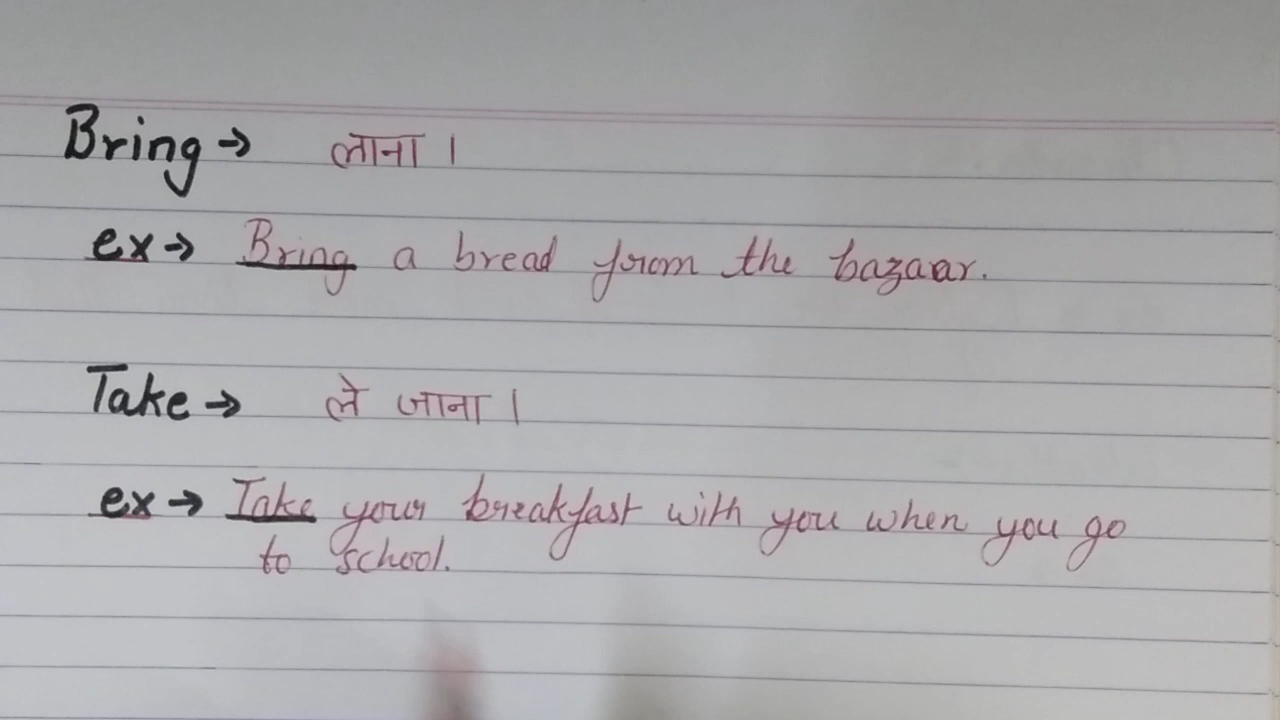 Bring → लाना ।
ex → Bring a bread from the bazaar.
Take → ले जाना ।
ex → Take your breakfast with you when you go
to school.